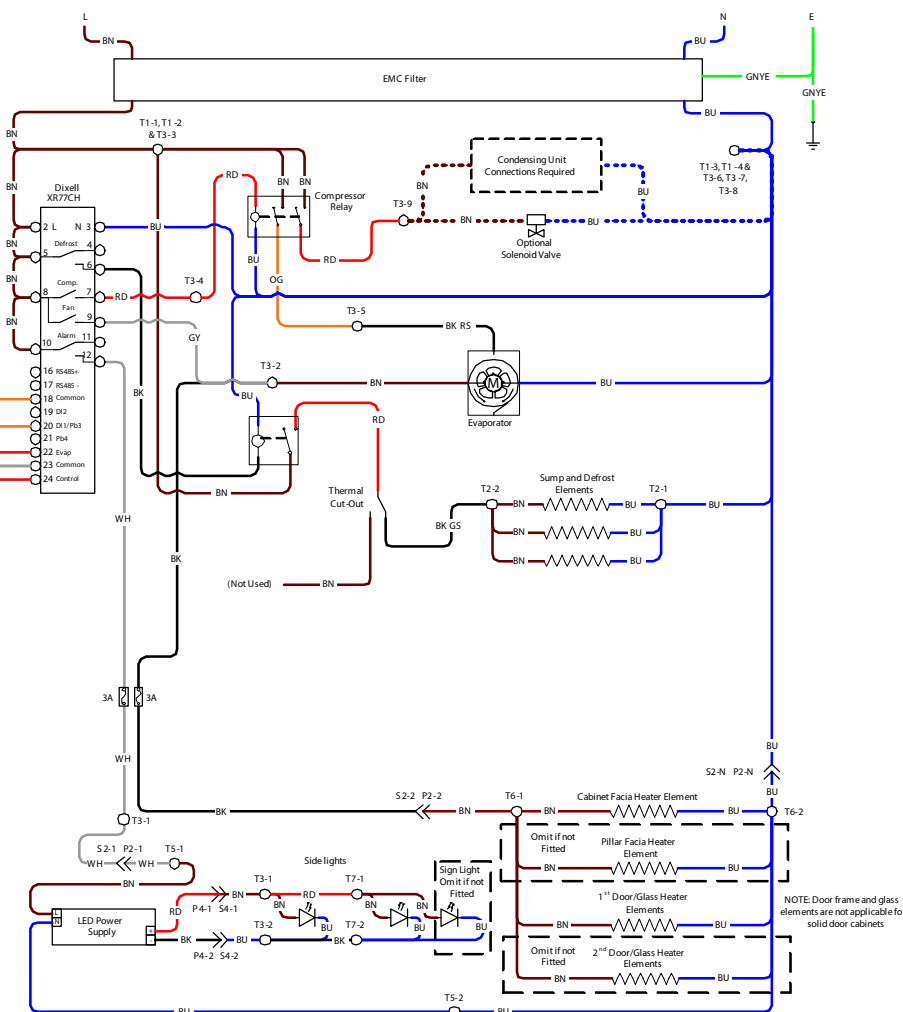 L
N
E
BN
BU
EMC Filter
GNYE
GNYE
BU
BN
T1-1, T1 -2
& T3-3
T1-3, T1 -4 &
T3-6, T3 -7,
T3-8
Condensing Unit
Connections Required
BN
BU
RD
BN
BN
Compressor
Relay
BN
Dixell
XR77CH
T3-9
BN
BU
Optional
Solenoid Valve
2 L
N 3
BU
Defrost
4
5
6
BN
BU
RD
OG
BN
Comp.
8
7
RD
T3-4
Fan
9
T3-5
BK RS
BN
Alarm
10
11
12
GY
T3-2
BN
M
BU
Evaporator
16 RS485+
17 RS485 -
18 Common
19 DI2
20 DI1/Pb3
21 Pb4
22 Evap
23 Common
24 Control
BK
BU
RD
BN
Thermal
Cut-Out
Sump and Defrost
Elements
T2-2
BN
BU
T2-1
BU
BK GS
BN
BU
BN
BU
WH
BK
(Not Used)
BN
3A
3A
WH
BU
S2-N P2-N
BU
BK
S2-2 P2-2
BN
T6-1
Cabinet Facia Heater Element
BN
BU
T6-2
T3-1
Omit if not
Fitted
Pillar Facia Heater
Element
BN
BU
S2-1 P2-1
WH
WH
T5-1
BN
Side lights
Sign Light
Omit if not
Fitted
1st Door/Glass Heater
Elements
BN
BU
NOTE: Door frame and glass
elements are not applicable fo
solid door cabinets
L
N
LED Power
Supply
+
-
RD
P4-1 S4-1
BN
T3-1
RD
T7-1
BN
BN
BN
BU
BU
BU
BK
P4-2 S4-2
BU
T3-2
BK
T7-2
Omit if not
Fitted
2nd Door/Glass Heater
Elements
BN
BU
BU
T5-2
BU